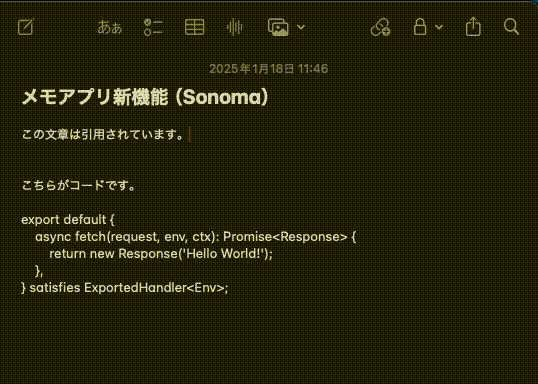 あぁ
2025年1月18日 11:46
メモアプリ新機能（Sonoma）
この文章は引用されています。
こちらがコードです。
export default {
    async fetch(request, env, ctx): Promise<Response> {
        return new Response('Hello World!');
    },
} satisfies ExportedHandler<Env>;